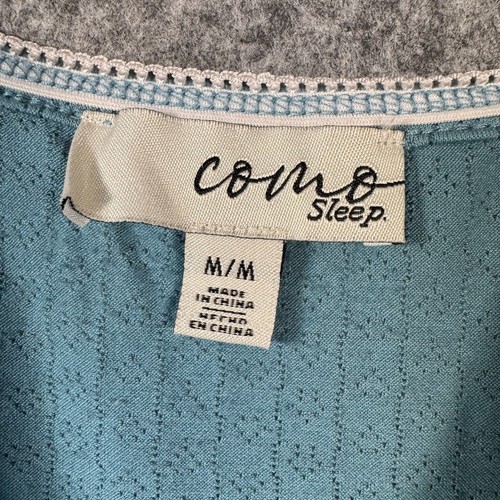 como
Sleep.
M/M
MADE
IN CHINA
HECHO
EN CHINA